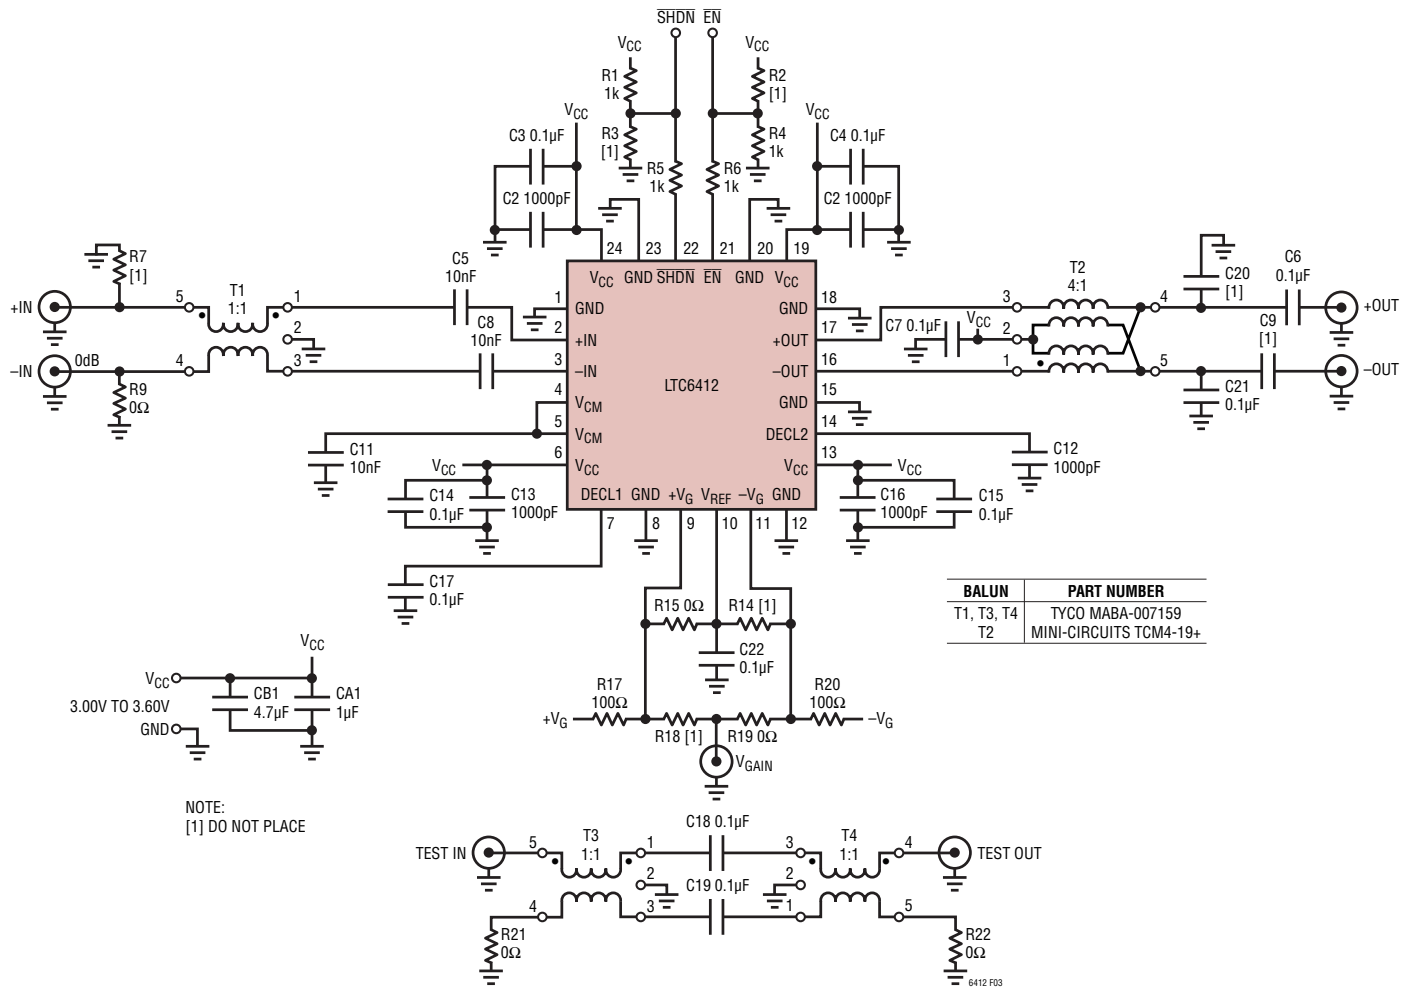 SHDN EN
VCC
VCC
R1
1k
R2
[1]
VCC
VCC
C3 0.1µF
R3
[1]
R4
1k
C4 0.1µF
R5
1k
R6
1k
C2 1000pF
C2 1000pF
24 23 22 21 20 19
VCC GND SHDN EN GND VCC
R7
[1]
C5
10nF
T1
1:1
+IN
5
1
2
C8
10nF
–IN
0dB
4
3
R9
0Ω
1
GND
2
+IN
3
–IN
4
VCM
5
VCM
6
VCC
LTC6412
18
GND
17
+OUT
16
–OUT
15
GND
14
DECL2
13
VCC
DECL1 GND +VG VREF –VG GND
7 8 9 10 11 12
T2
4:1
3
4
C7 0.1µF
VCC
2
1
5
C20
[1]
C6
0.1µF
+OUT
C9
[1]
–OUT
C21
0.1µF
C11
10nF
C12
1000pF
VCC
VCC
C14
0.1µF
C13
1000pF
C16
1000pF
C15
0.1µF
C17
0.1µF
R15 0Ω
R14 [1]
C22
0.1µF
BALUN PART NUMBER
T1, T3, T4 TYCO MABA-007159
T2 MINI-CIRCUITS TCM4-19+
VCC
VCC
3.00V TO 3.60V
GND
CB1
4.7µF
CA1
1µF
R17
100Ω
R20
100Ω
+VG
–VG
R18 [1]
R19 0Ω
VGAIN
NOTE:
[1] DO NOT PLACE
TEST IN
5
T3
1:1
1
C18 0.1µF
3
T4
1:1
4
TEST OUT
2
2
C19 0.1µF
4
3
1
5
R21
0Ω
R22
0Ω
6412 F03